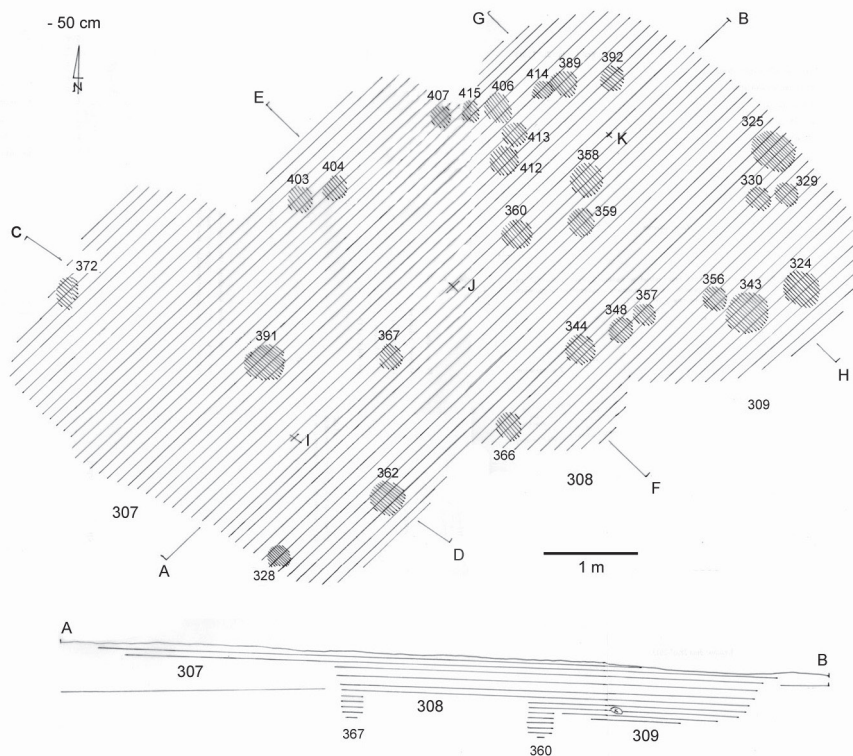 - 50 cm
N
G
B
E
414 389 392
407 415 406
325
K
413
412
358
403 404
330 329
360 359
C
372
J
324
356 343
357
348
344
391 367
H
I
366
309
362
308
F
307
A
D
328
1 m
A
B
307
308
309
367
360